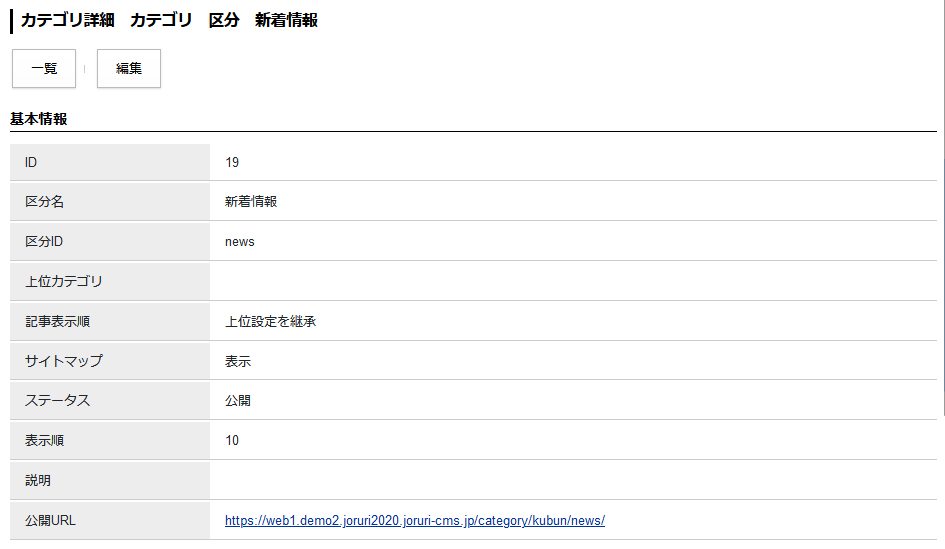 カテゴリ詳細　カテゴリ　区分　新着情報
一覧 編集
基本情報
ID 19
区分名 新着情報
区分ID news
上位カテゴリ
記事表示順 上位設定を継承
サイトマップ 表示
ステータス 公開
表示順 10
説明
公開URL https://web1.demo2.joruri2020.joruri-cms.jp/category/kubun/news/